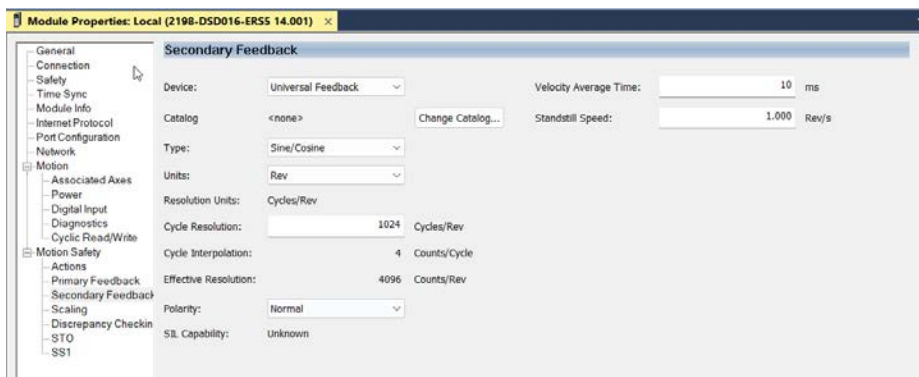 Module Properties: Local (2198-DSD016-ERS5 14.001) ×
General
Connection
Safety
Time Sync
Module Info
Internet Protocol
Port Configuration
Network
Motion
Associated Axes
Power
Digital Input
Diagnostics
Cyclic Read/Write
Motion Safety
Actions
Primary Feedback
Secondary Feedback
Scaling
Discrepancy Checkin
STO
SS1
Secondary Feedback
Device: Universal Feedback Velocity Average Time: 10 ms
Catalog <none> Change Catalog... Standstill Speed: 1.000 Rev/s
Type: Sine/Cosine
Units: Rev
Resolution Units: Cycles/Rev
Cycle Resolution: 1024 Cycles/Rev
Cycle Interpolation: 4 Counts/Cycle
Effective Resolution: 4096 Counts/Rev
Polarity: Normal
SIL Capability: Unknown